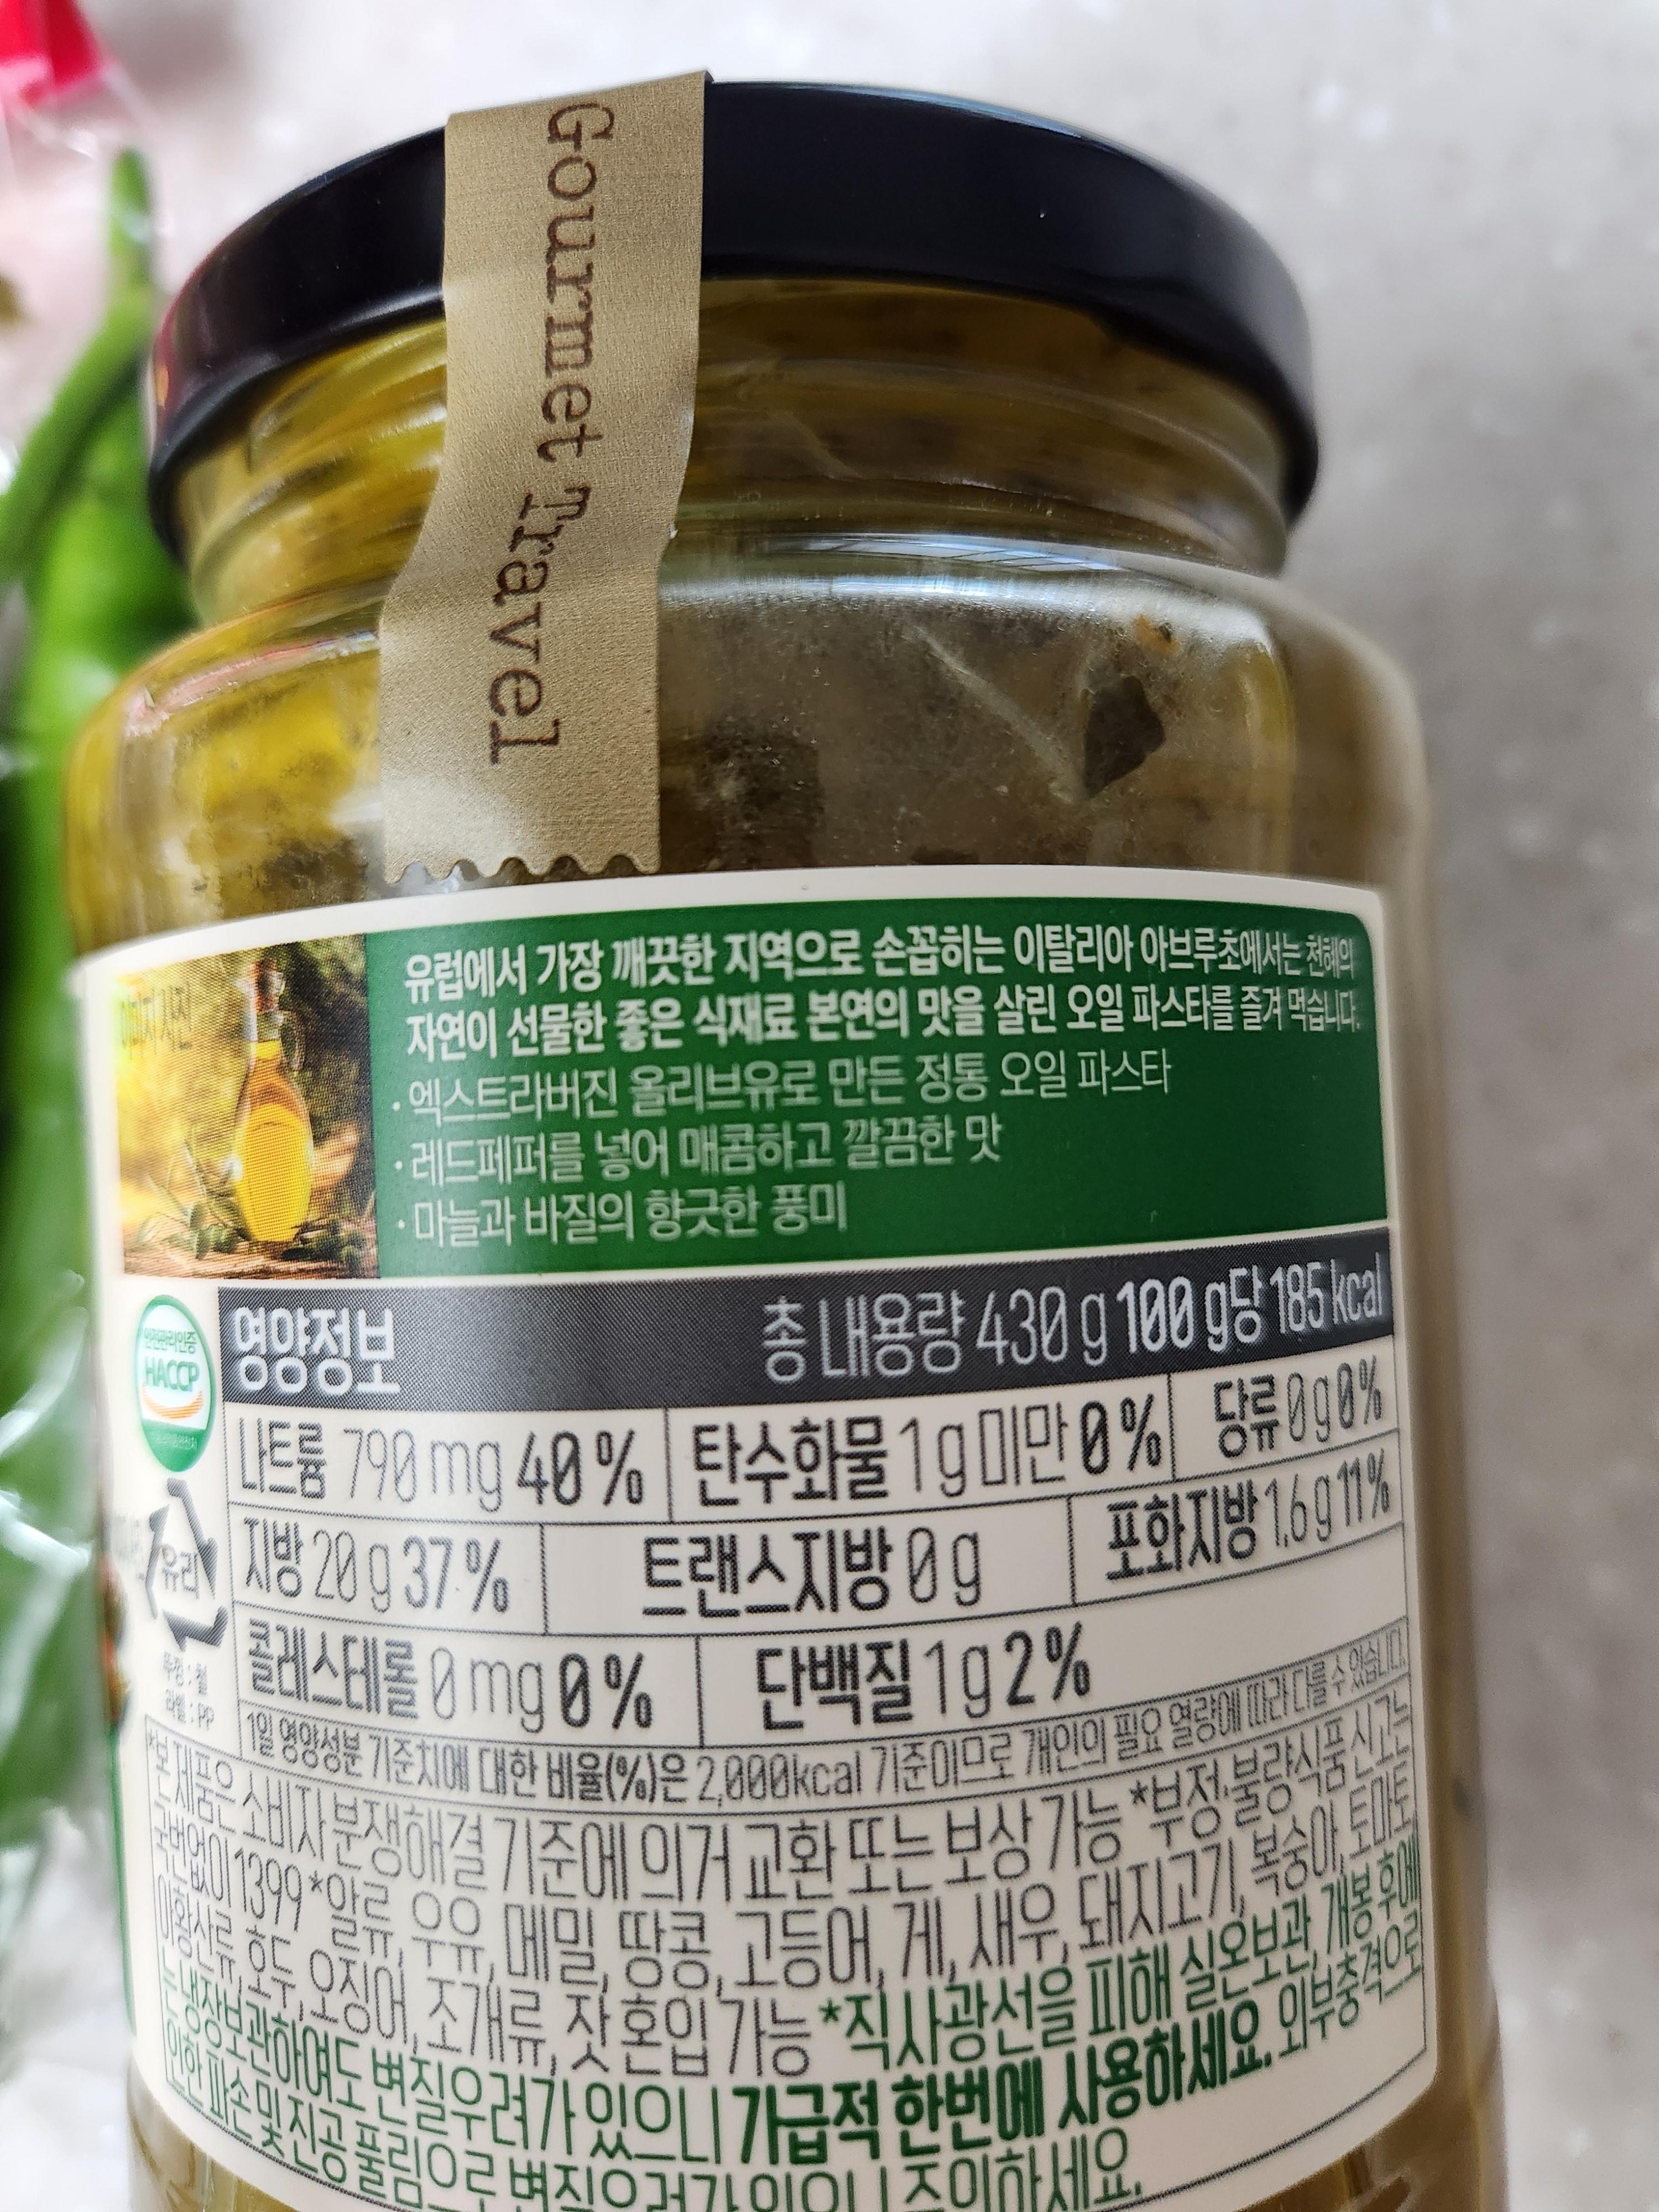 Gourmet Travel
유럽에서 가장 깨끗한 지역으로 손꼽히는 이탈리아 아브루초에서는 천혜의
자연이 선물한 좋은 식재료 본연의 맛을 살린 오일 파스타를 즐겨 먹습니다.
· 엑스트라버진 올리브유로 만든 정통 오일 파스타
· 레드페퍼를 넣어 매콤하고 깔끔한 맛
· 마늘과 바질의 향긋한 풍미
안전관리인증
HACCP
유리
뚜껑 : 철
라벨 : PP
영양정보 총 내용량 430 g 100 g당 185 kcal
나트륨 790 mg 40 % 탄수화물 1 g 미만 0 % 당류 0 g 0 %
지방 20 g 37 % 트랜스지방 0 g 포화지방 1.6 g 11 %
콜레스테롤 0 mg 0 % 단백질 1 g 2 %
1일 영양성분 기준치에 대한 비율(%)은 2,000kcal 기준이므로 개인의 필요 열량에 따라 다를 수 있습니다.
*본 제품은 소비자분쟁해결 기준에 의거 교환 또는 보상 가능 *부정·불량식품 신고는
국번없이 1399 *알류, 우유, 메밀, 땅콩, 고등어, 게, 새우, 돼지고기, 복숭아, 토마토,
아황산류, 호두, 오징어, 조개류, 잣 혼입 가능 *직사광선을 피해 실온보관, 개봉 후에
는 냉장보관하여도 변질우려가 있으니 가급적 한번에 사용하세요. 외부충격으로
인한 파손 및 진공 풀림으로 변질우려가 있으니 주의하세요.